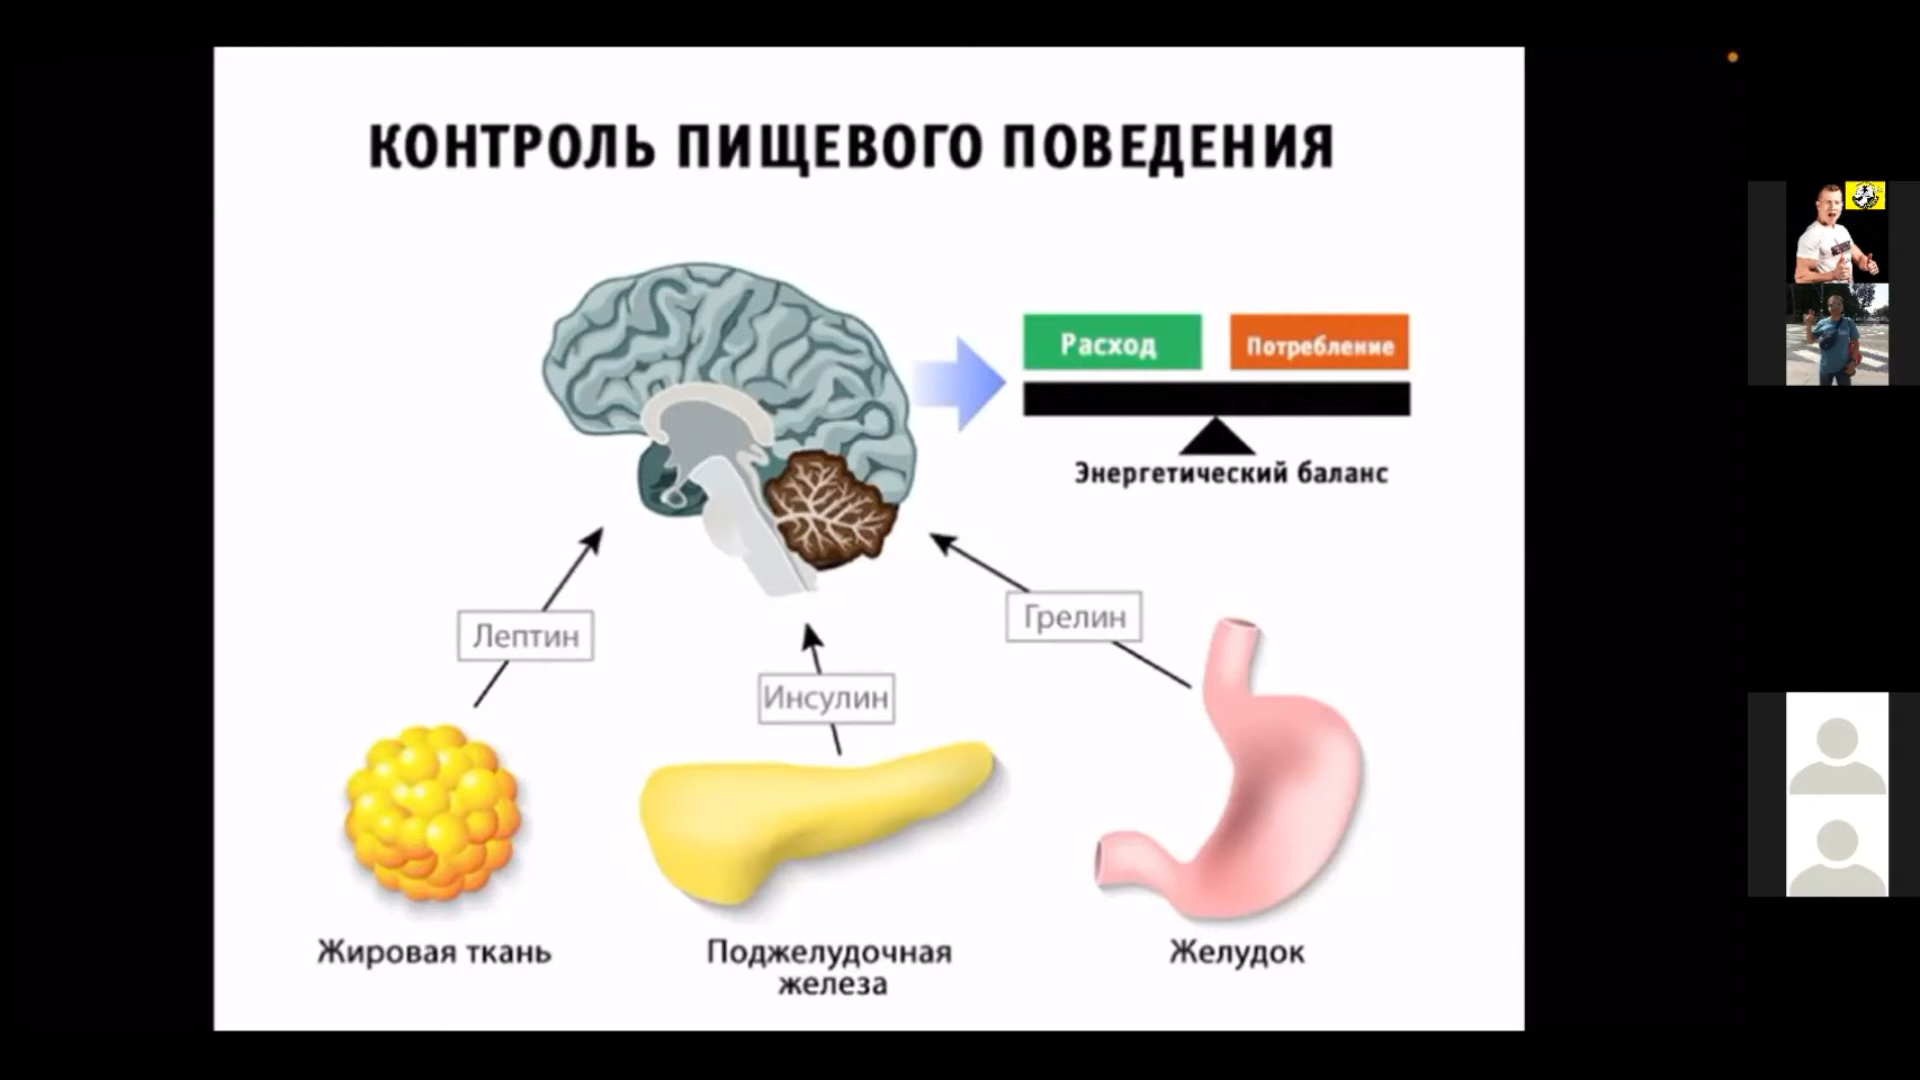 КОНТРОЛЬ ПИЩЕВОГО ПОВЕДЕНИЯ
Расход
Потребление
Энергетический баланс
Лептин
Грелин
Инсулин
Жировая ткань
Поджелудочная
железа
Желудок